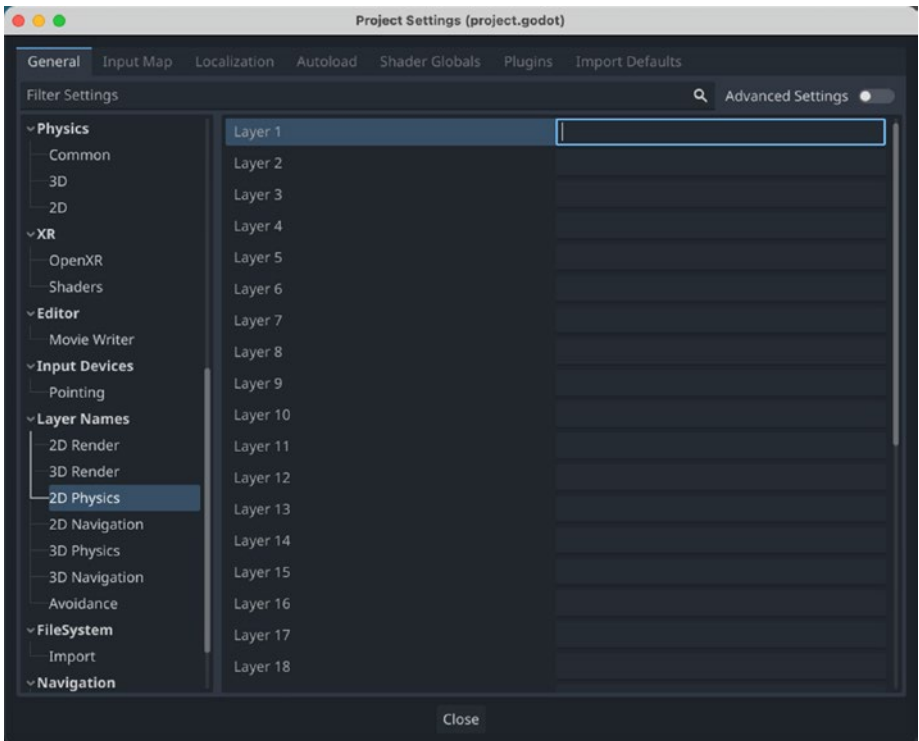 Project Settings (project.godot)
General Input Map Localization Autoload Shader Globals Plugins Import Defaults
Filter Settings
Advanced Settings
Physics
Common
3D
2D
XR
OpenXR
Shaders
Editor
Movie Writer
Input Devices
Pointing
Layer Names
2D Render
3D Render
2D Physics
2D Navigation
3D Physics
3D Navigation
Avoidance
FileSystem
Import
Navigation
Layer 1
Layer 2
Layer 3
Layer 4
Layer 5
Layer 6
Layer 7
Layer 8
Layer 9
Layer 10
Layer 11
Layer 12
Layer 13
Layer 14
Layer 15
Layer 16
Layer 17
Layer 18
Close